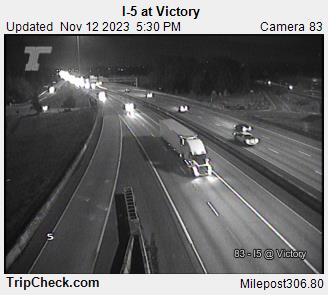 I-5 at Victory
Updated Nov 12 2023 5:30 PM Camera 83
T
S
83 - I5 @ Victory
TripCheck.com Milepost306.80